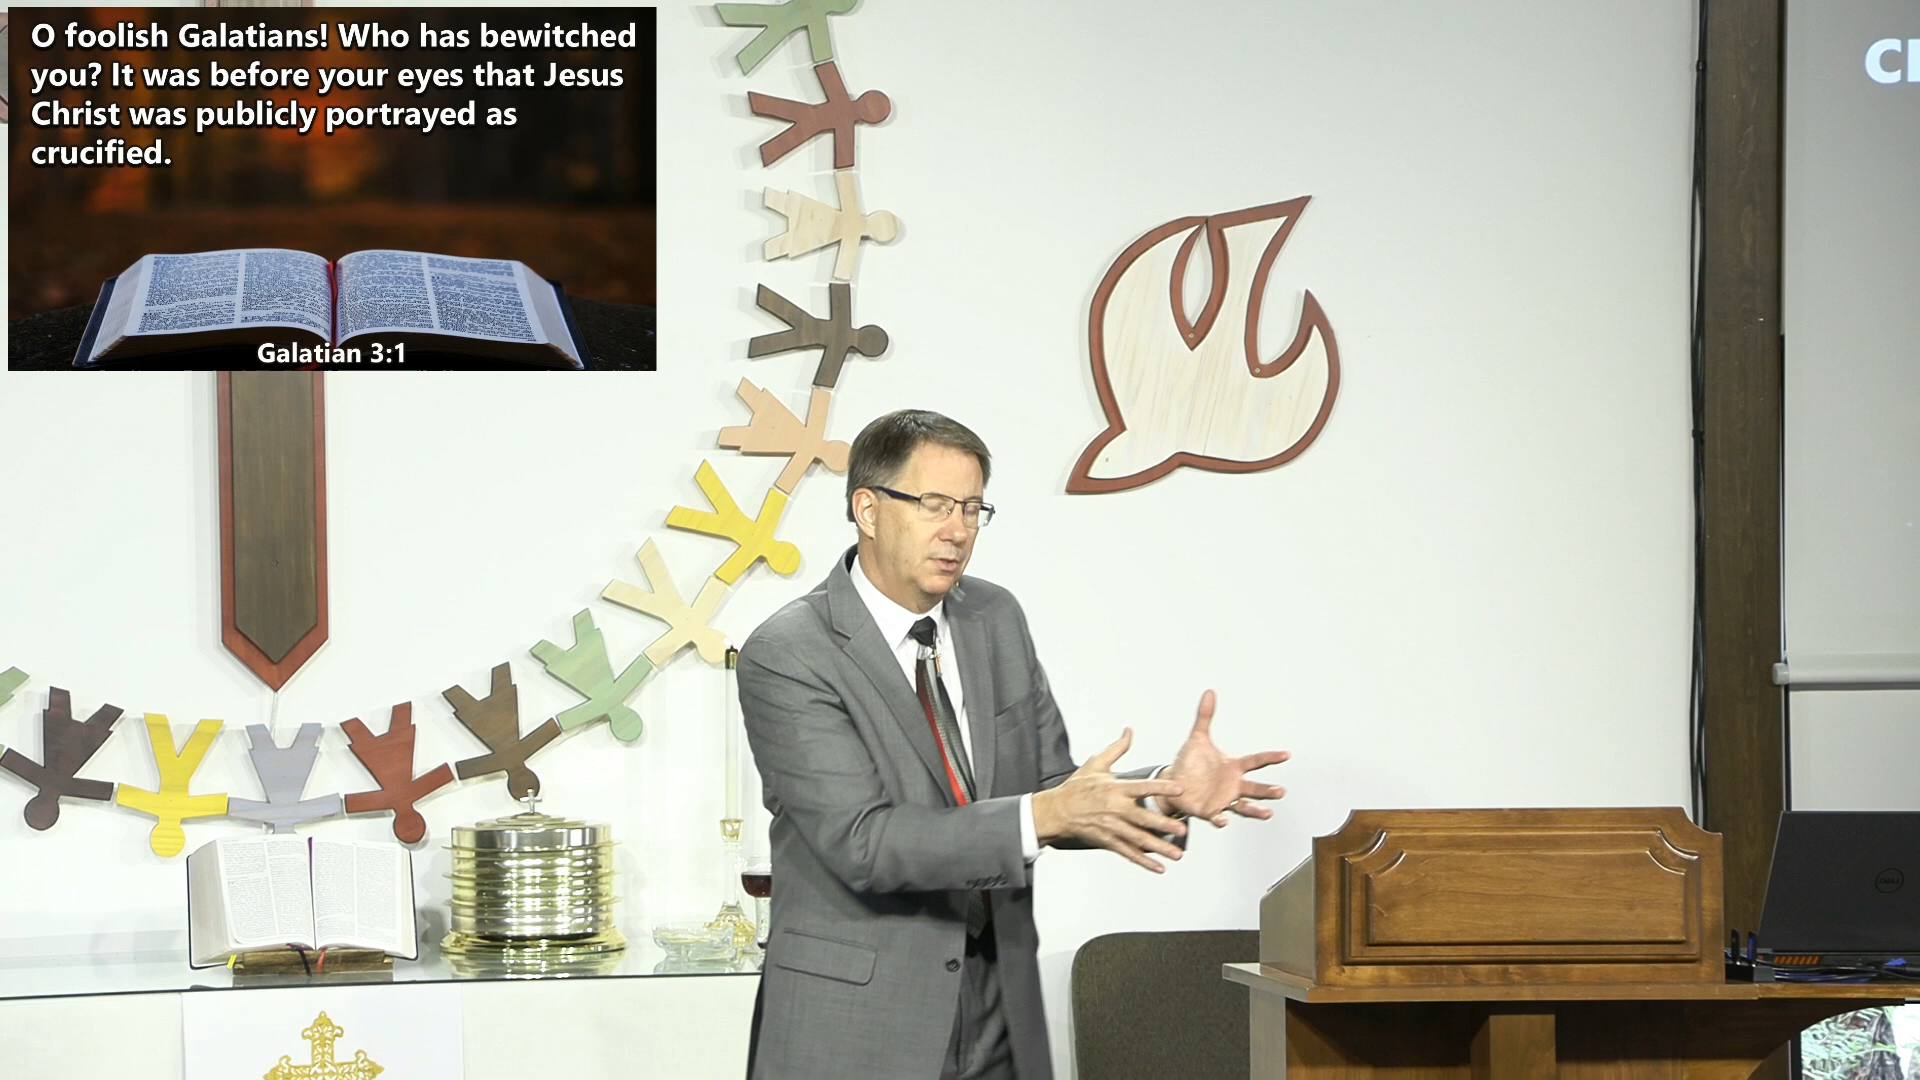 O foolish Galatians! Who has bewitched
you? It was before your eyes that Jesus
Christ was publicly portrayed as
crucified.
Galatian 3:1
DELL